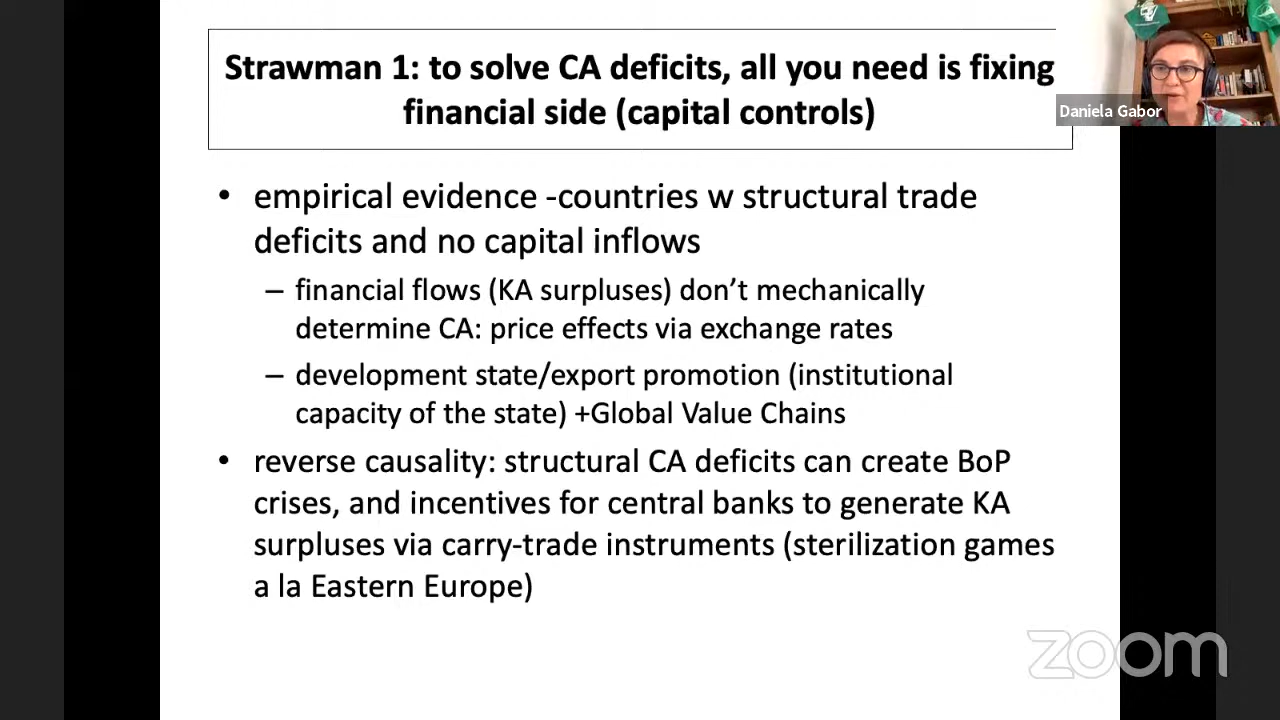 Strawman 1: to solve CA deficits, all you need is fixing
financial side (capital controls)
Daniela Gabor
• empirical evidence -countries w structural trade
deficits and no capital inflows
– financial flows (KA surpluses) don’t mechanically
determine CA: price effects via exchange rates
– development state/export promotion (institutional
capacity of the state) +Global Value Chains
• reverse causality: structural CA deficits can create BoP
crises, and incentives for central banks to generate KA
surpluses via carry-trade instruments (sterilization games
a la Eastern Europe)
zoom